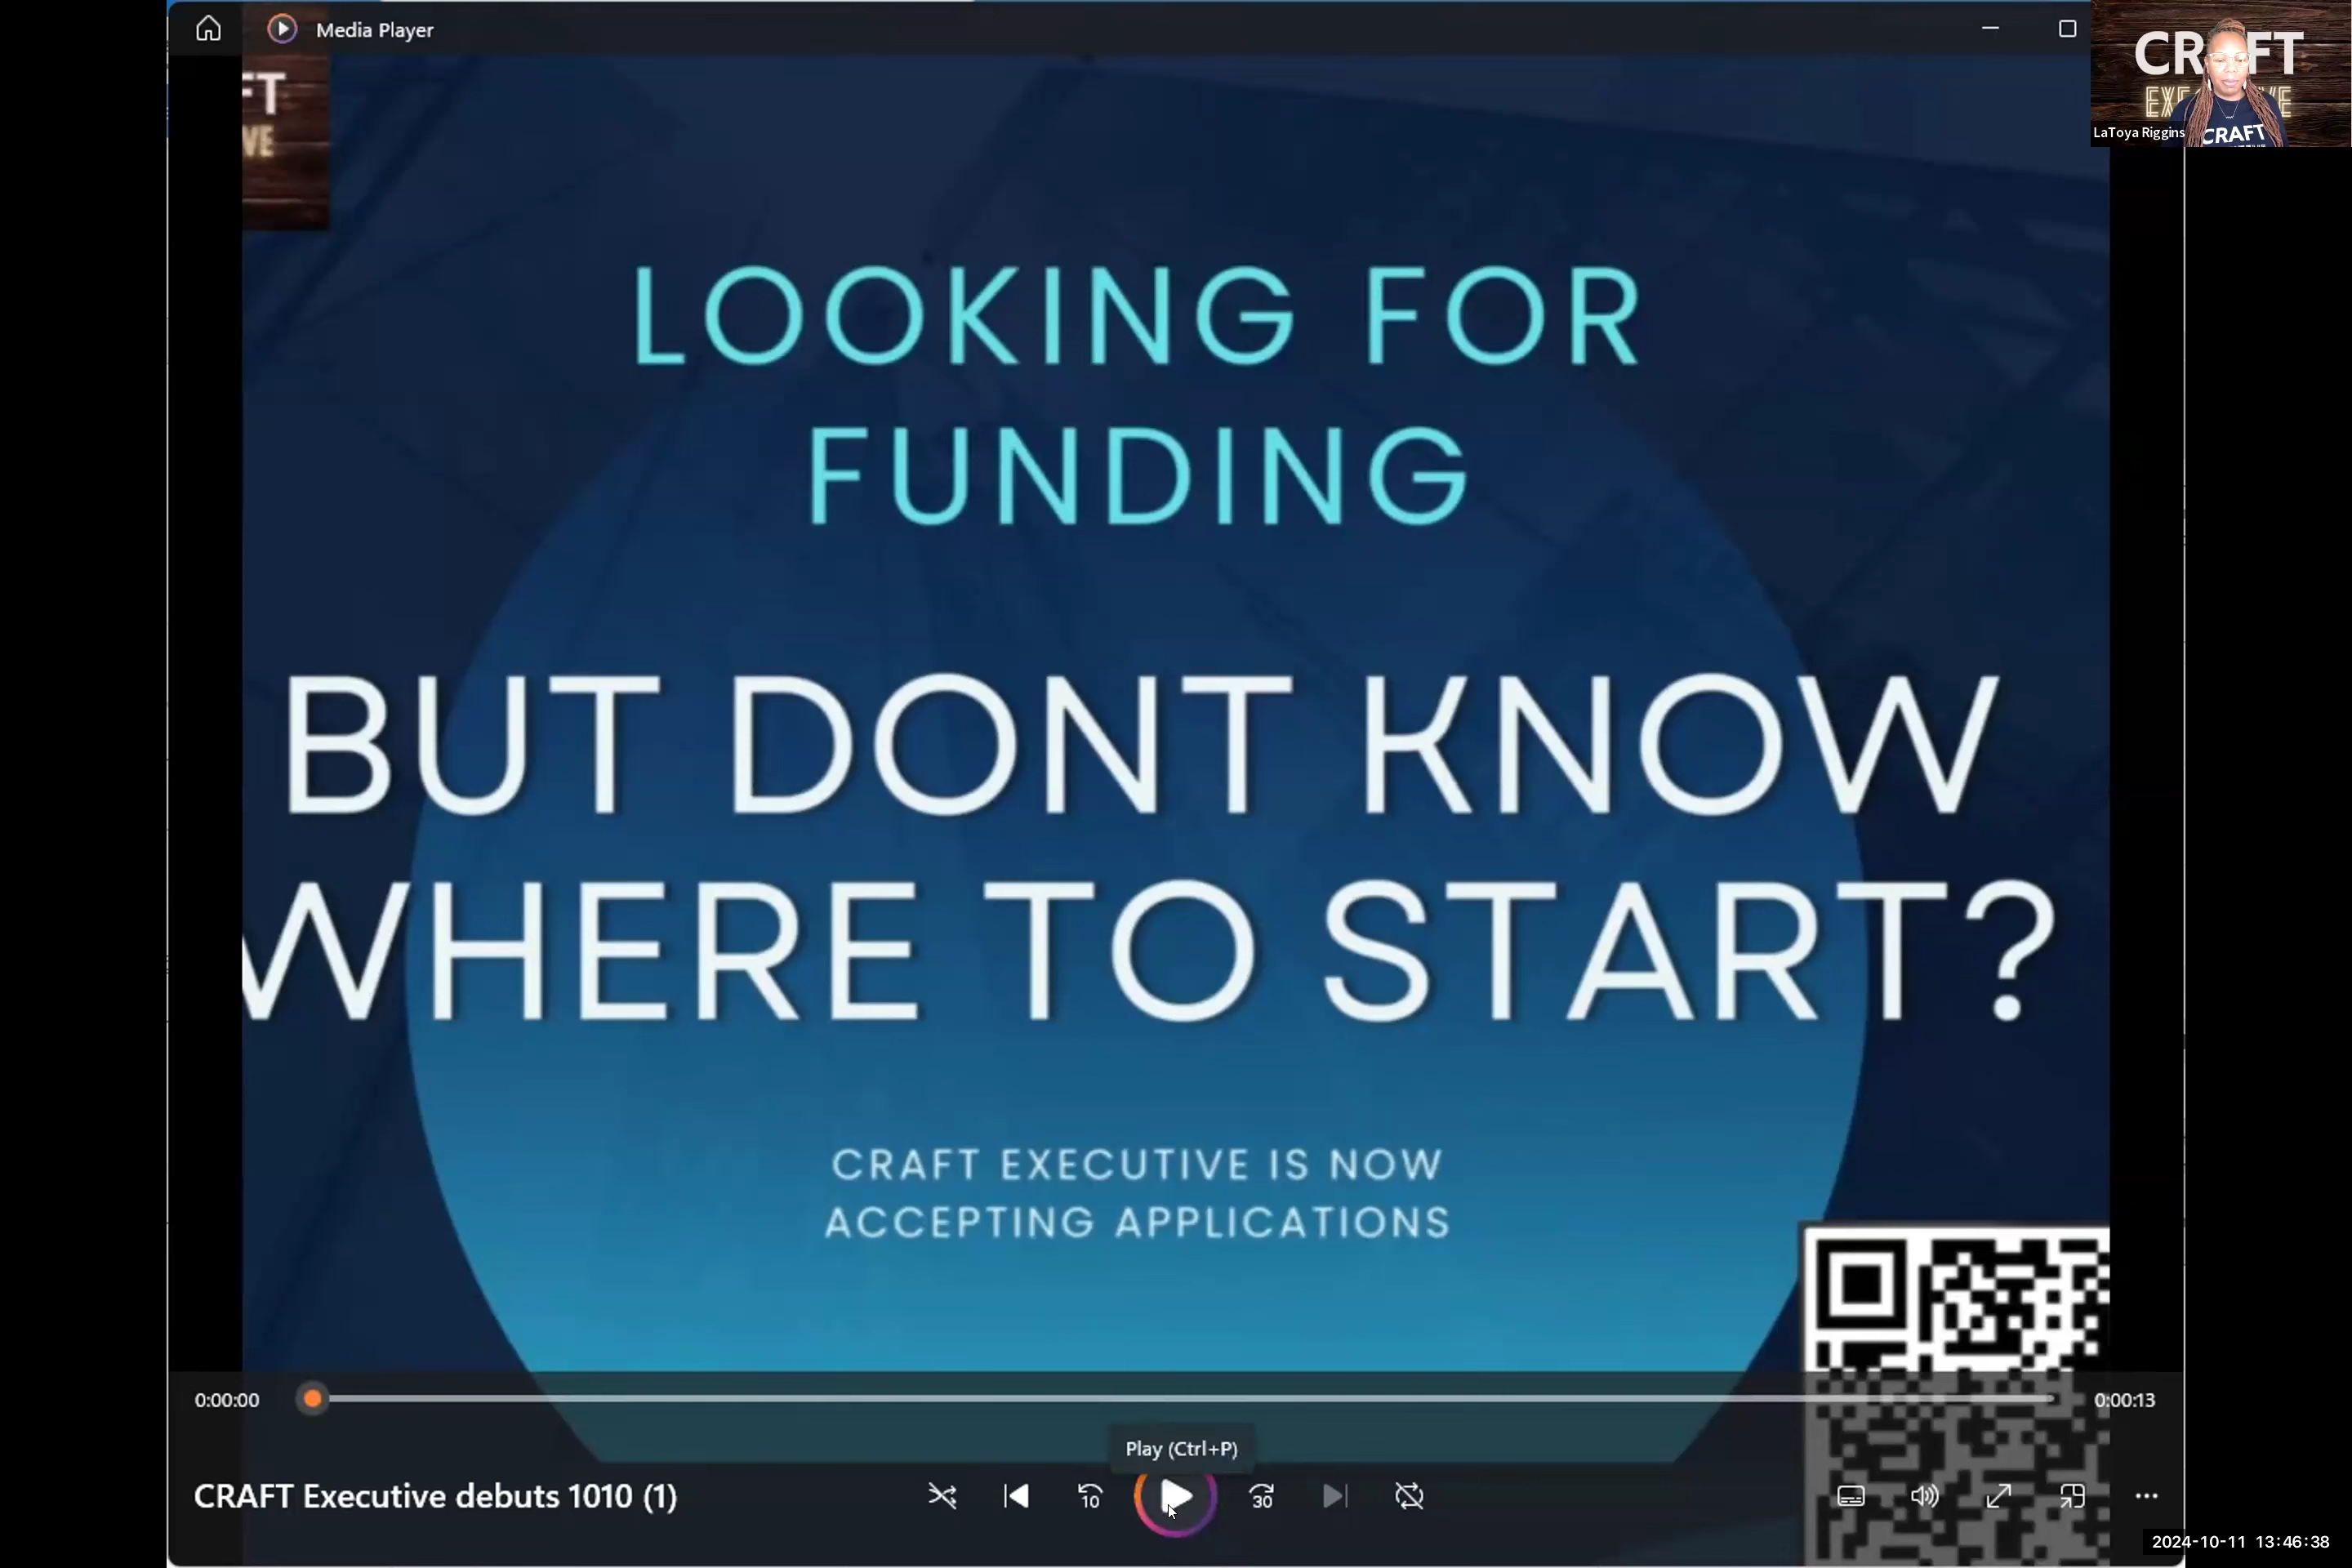 Media Player
FT
VE
CRAFT
LaToya Riggins
CRAFT
LOOKING FOR
FUNDING
BUT DONT KNOW
WHERE TO START?
CRAFT EXECUTIVE IS NOW
ACCEPTING APPLICATIONS
0:00:00
0:00:13
Play (Ctrl+P)
CRAFT Executive debuts 1010 (1)
10
30
2024-10-11 13:46:38